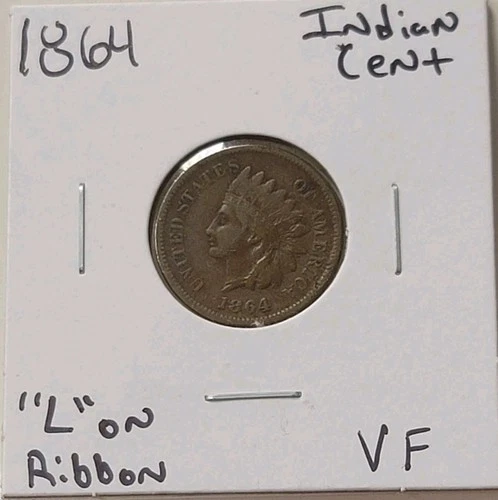 1864
Indian
Cent
UNITED STATES OF AMERICA
1864
"L" on
Ribbon
VF